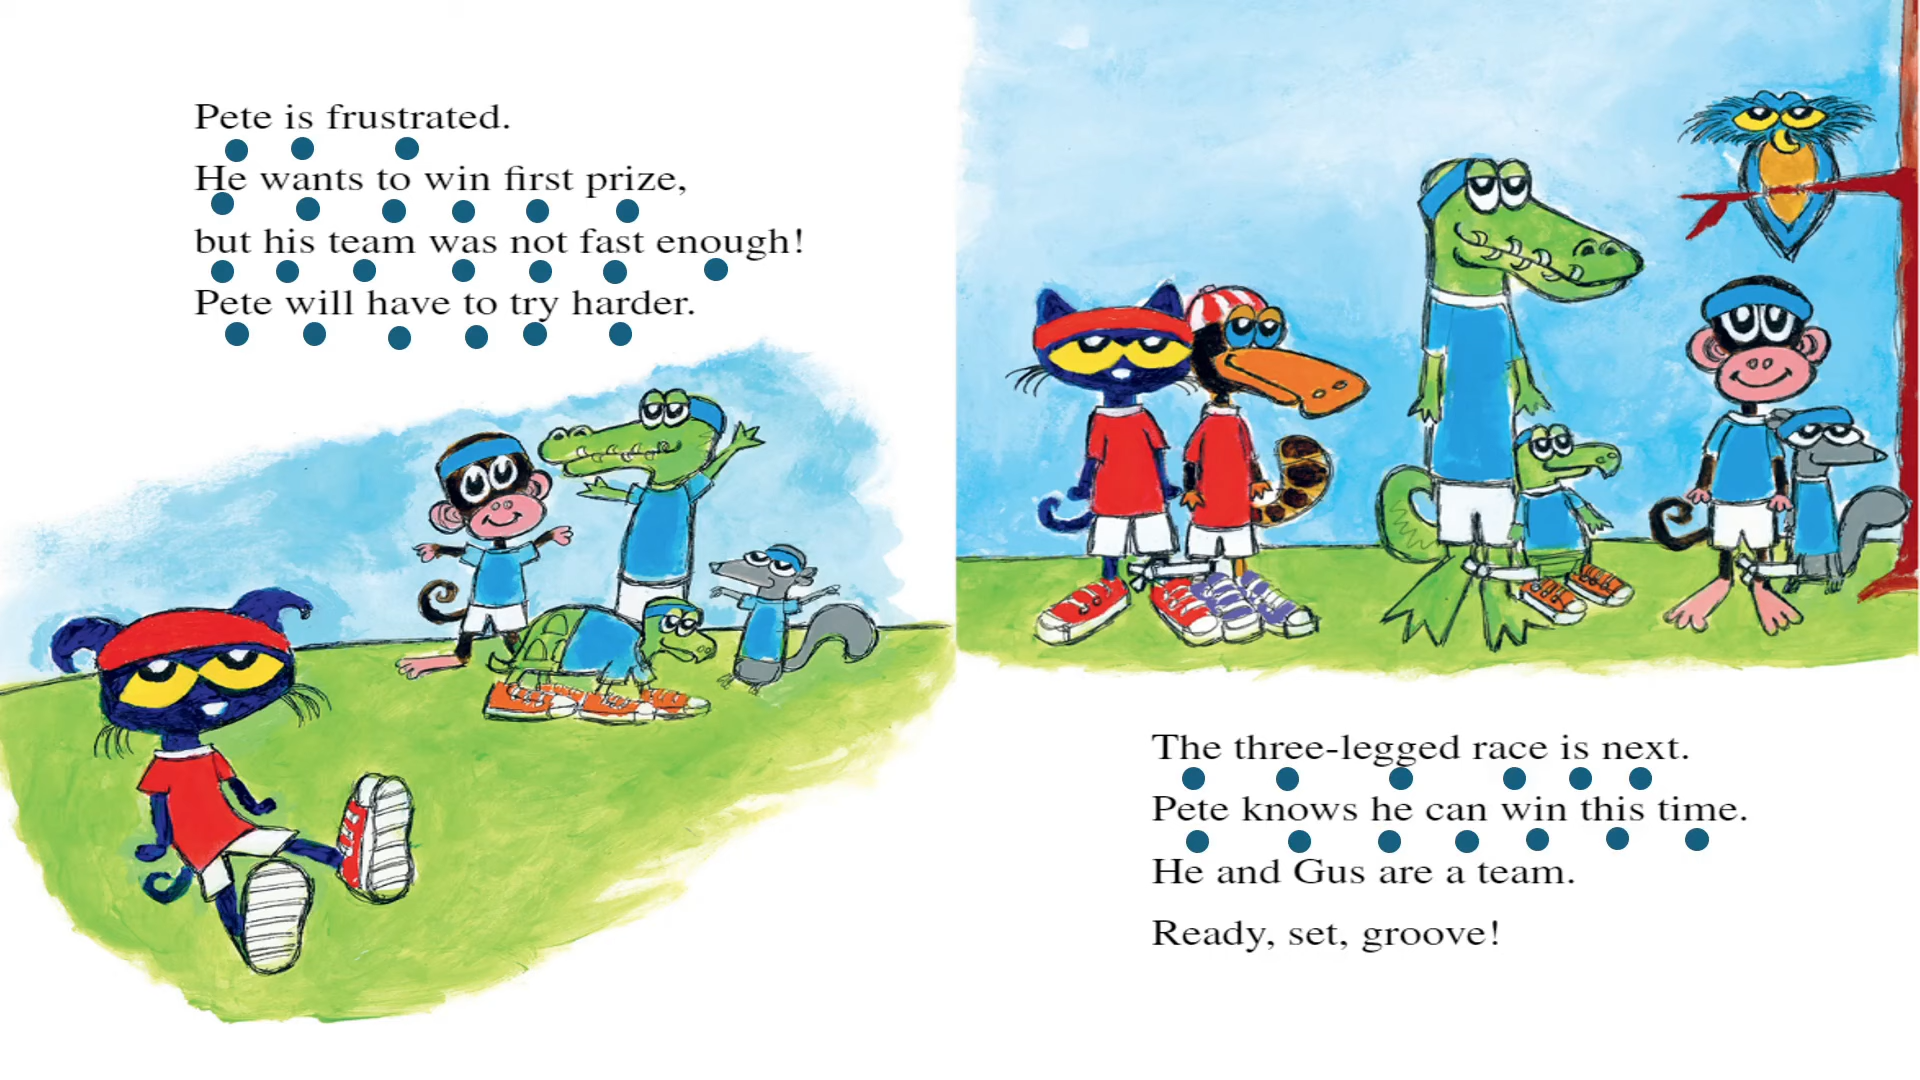 Pete is frustrated.
He wants to win first prize,
but his team was not fast enough!
Pete will have to try harder.
The three-legged race is next.
Pete knows he can win this time.
He and Gus are a team.
Ready, set, groove!